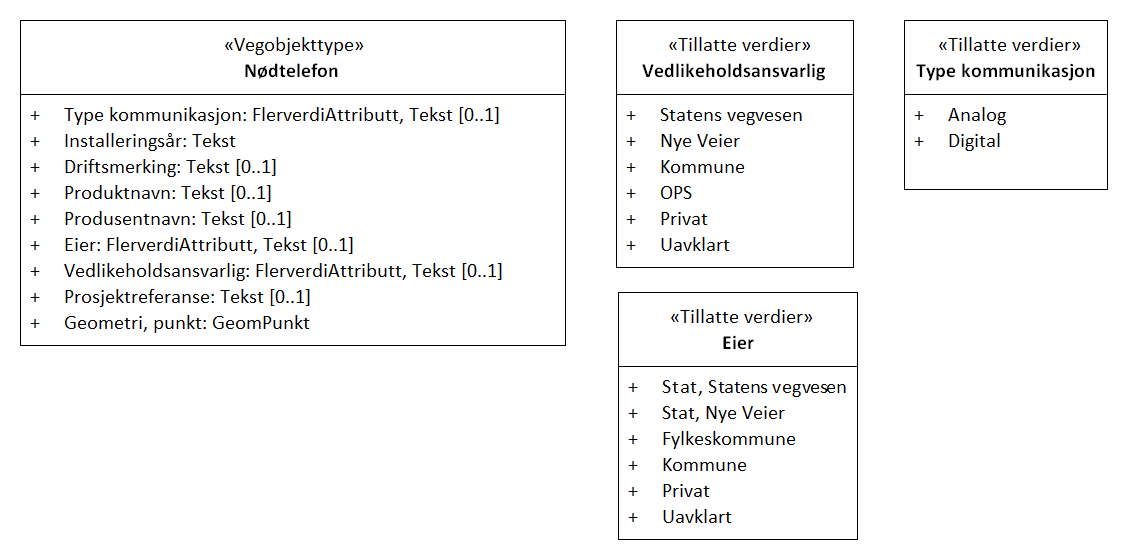 «Vegobjekttype»
Nødtelefon
+ Type kommunikasjon: FlerverdiAttributt, Tekst [0..1]
+ Installeringsår: Tekst
+ Driftsmerking: Tekst [0..1]
+ Produktnavn: Tekst [0..1]
+ Produsentnavn: Tekst [0..1]
+ Eier: FlerverdiAttributt, Tekst [0..1]
+ Vedlikeholdsansvarlig: FlerverdiAttributt, Tekst [0..1]
+ Prosjektreferanse: Tekst [0..1]
+ Geometri, punkt: GeomPunkt
«Tillatte verdier»
Vedlikeholdsansvarlig
+ Statens vegvesen
+ Nye Veier
+ Kommune
+ OPS
+ Privat
+ Uavklart
«Tillatte verdier»
Type kommunikasjon
+ Analog
+ Digital
«Tillatte verdier»
Eier
+ Stat, Statens vegvesen
+ Stat, Nye Veier
+ Fylkeskommune
+ Kommune
+ Privat
+ Uavklart